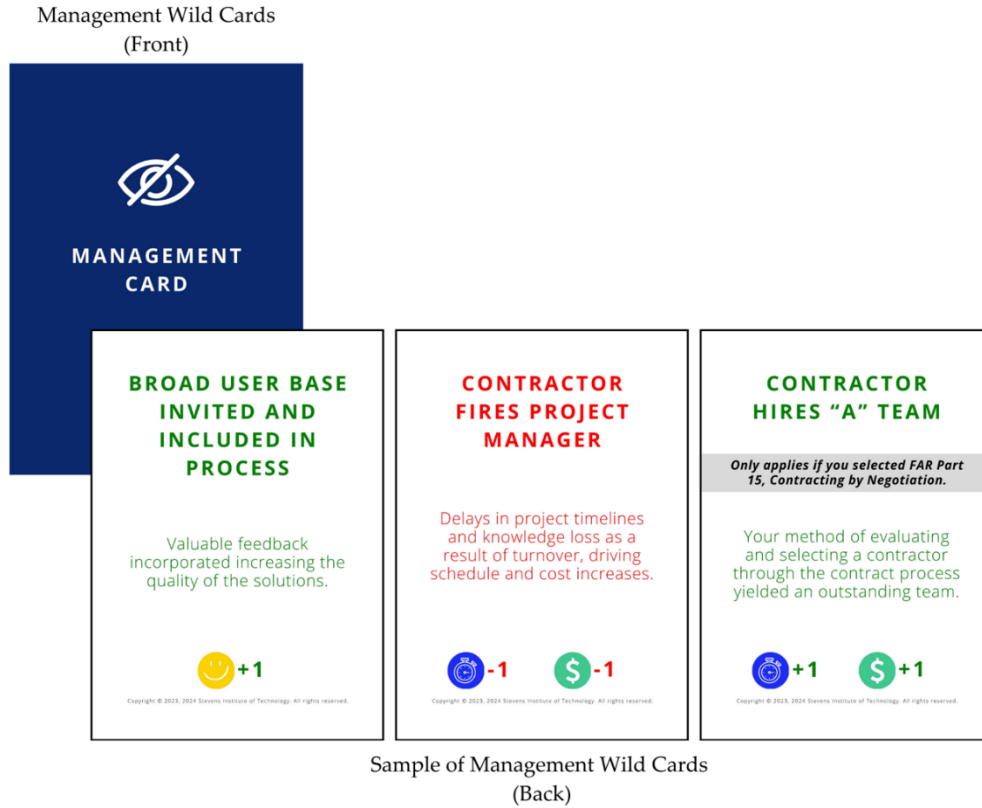 Management Wild Cards
(Front)
MANAGEMENT
CARD
BROAD USER BASE
INVITED AND
INCLUDED IN
PROCESS
Valuable feedback
incorporated increasing the
quality of the solutions.
+1
Copyright © 2023, 2024 Stevens Institute of Technology. All rights reserved.
CONTRACTOR
FIRES PROJECT
MANAGER
Delays in project timelines
and knowledge loss as a
result of turnover, driving
schedule and cost increases.
-1 $ -1
Copyright © 2023, 2024 Stevens Institute of Technology. All rights reserved.
CONTRACTOR
HIRES “A” TEAM
Only applies if you selected FAR Part
15, Contracting by Negotiation.
Your method of evaluating
and selecting a contractor
through the contract process
yielded an outstanding team.
+1 $ +1
Copyright © 2023, 2024 Stevens Institute of Technology. All rights reserved.
Sample of Management Wild Cards
(Back)